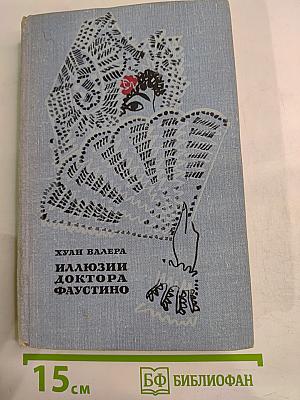 ХУАН ВАЛЕРА
ИЛЛЮЗИИ
ДОКТОРА
ФАУСТИНО
15см
БФ БИБЛИОФАН